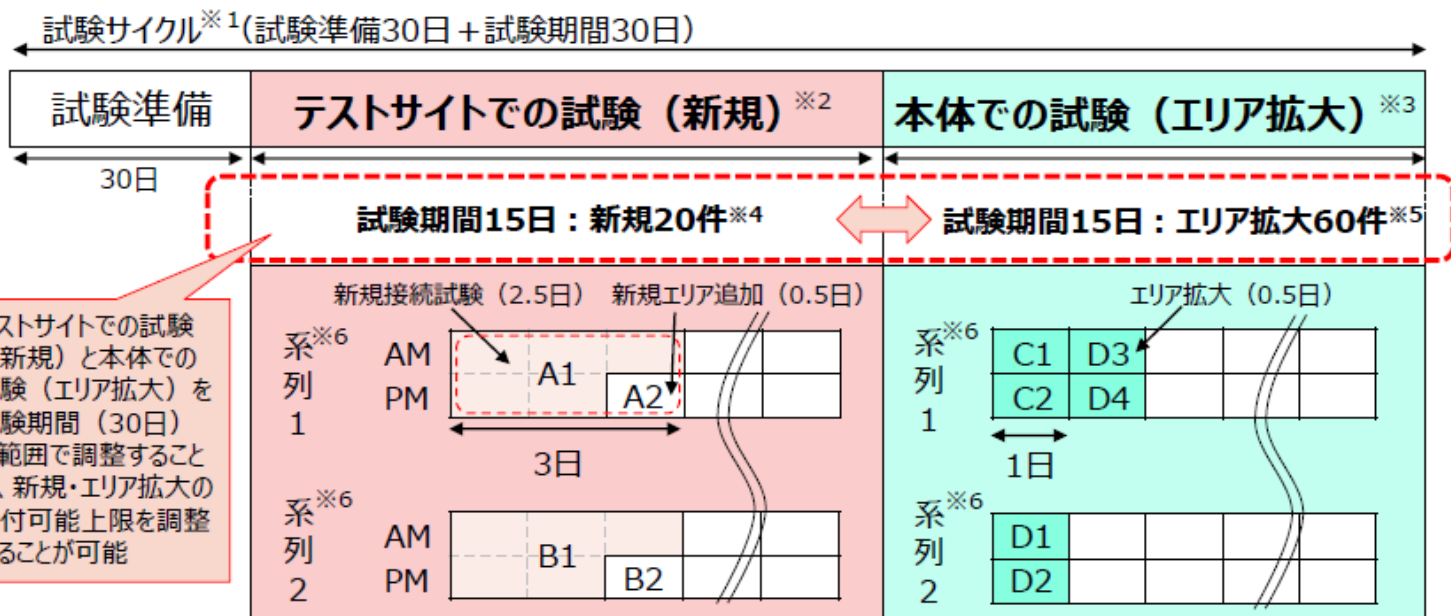 試験サイクル※1(試験準備30日+試験期間30日)
試験準備
テストサイトでの試験(新規)※2
本体での試験(エリア拡大)※3
30日
試験期間15日:新規20件※4
試験期間15日:エリア拡大60件※5
ストサイトでの試験
新規)と本体での
験(エリア拡大)を
験期間(30日)
範囲で調整すること
、新規・エリア拡大の
付可能上限を調整
ることが可能
新規接続試験(2.5日)
新規エリア追加(0.5日)
系列1※6
AM
PM
A1
A2
3日
系列2※6
AM
PM
B1
B2
エリア拡大(0.5日)
系列1※6
C1
D3
C2
D4
1日
系列2※6
D1
D2